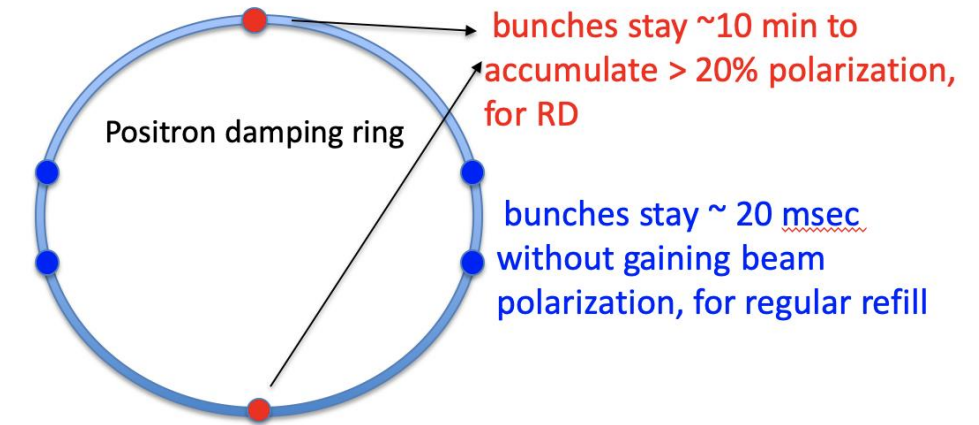 bunches stay ~10 min to
accumulate > 20% polarization,
for RD
Positron damping ring
bunches stay ~ 20 msec
without gaining beam
polarization, for regular refill